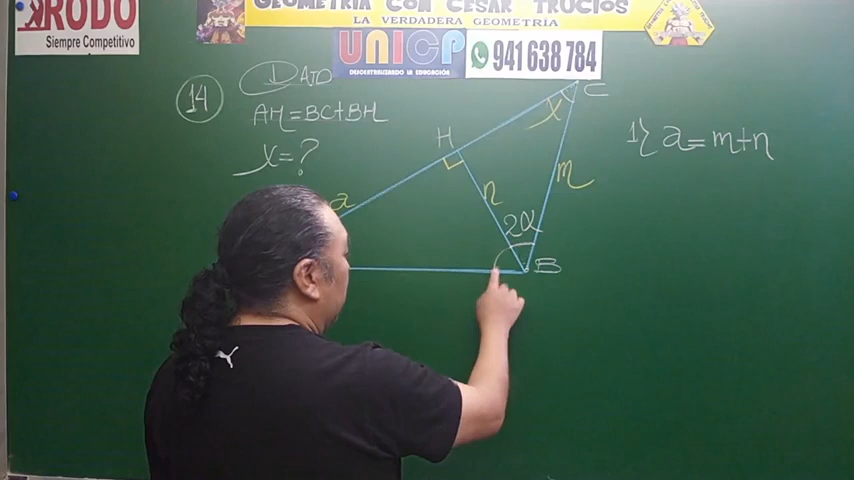 RODO
Siempre Competitivo
GEOMETRIA CON CESAR TRUCIOS
LA VERDADERA GEOMETRIA
UNICP
DESCENTRALIZANDO LA EDUCACIÓN
941 638 784
14
DATO
AH=BC+BH
x=?
a
H
n
2α
B
m
x
C
1} a=m+n